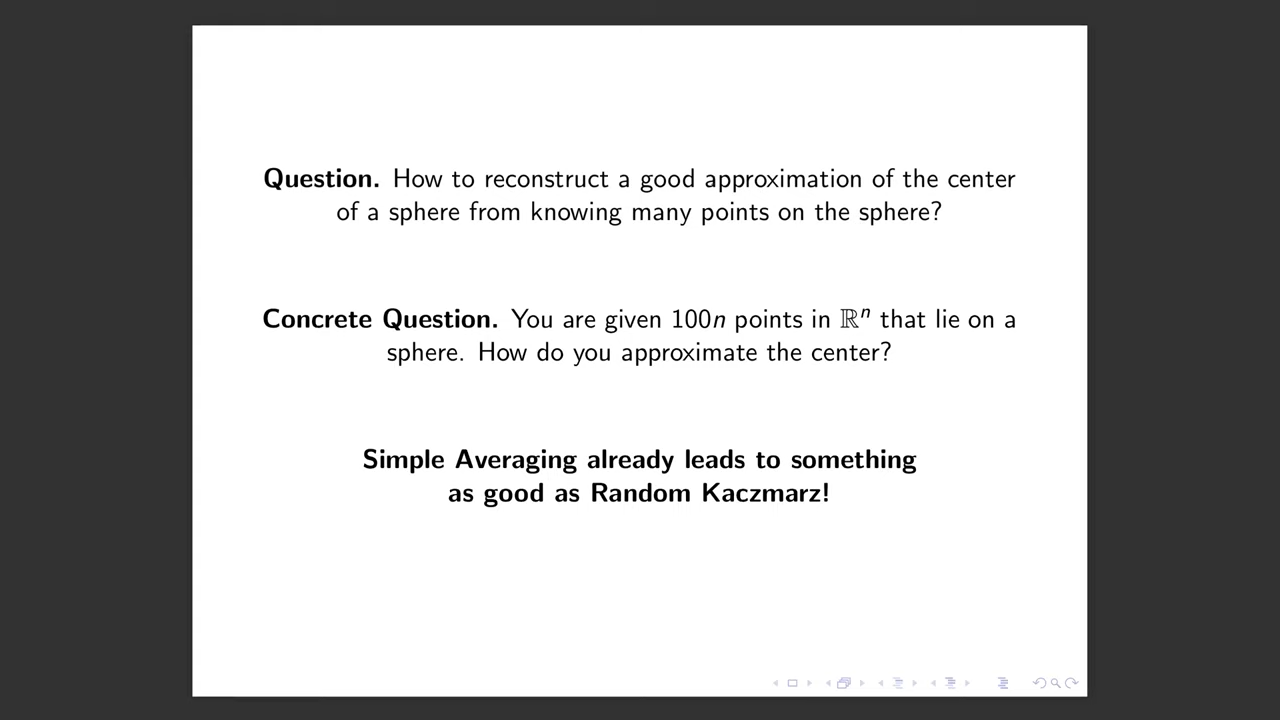 Question. How to reconstruct a good approximation of the center
of a sphere from knowing many points on the sphere?
Concrete Question. You are given 100n points in ℝⁿ that lie on a
sphere. How do you approximate the center?
Simple Averaging already leads to something
as good as Random Kaczmarz!